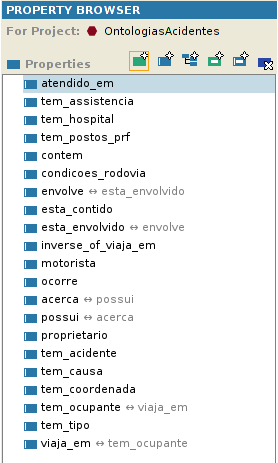 PROPERTY BROWSER
For Project: OntologiasAcidentes
Properties
atendido_em
tem_assistencia
tem_hospital
tem_postos_prf
contem
condicoes_rodovia
envolve ↔ esta_envolvido
esta_contido
esta_envolvido ↔ envolve
inverse_of_viaja_em
motorista
ocorre
acerca ↔ possui
possui ↔ acerca
proprietario
tem_acidente
tem_causa
tem_coordenada
tem_ocupante ↔ viaja_em
tem_tipo
viaja_em ↔ tem_ocupante